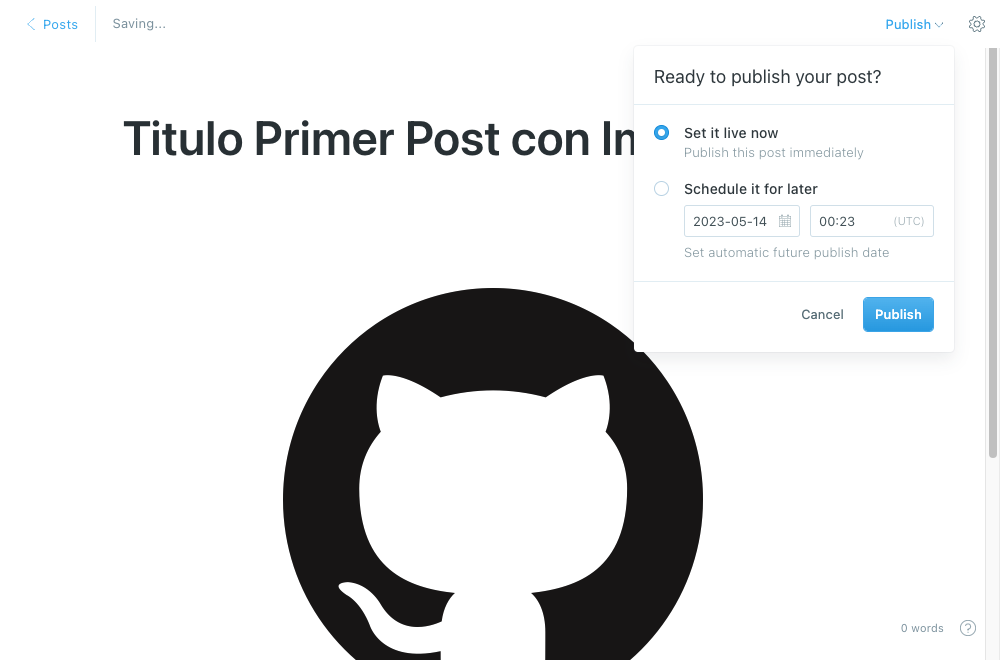 Posts
Saving...
Publish
Ready to publish your post?
Titulo Primer Post con
Set it live now
Publish this post immediately
Schedule it for later
2023-05-14
00:23 (UTC)
Set automatic future publish date
Cancel
Publish
0 words
?